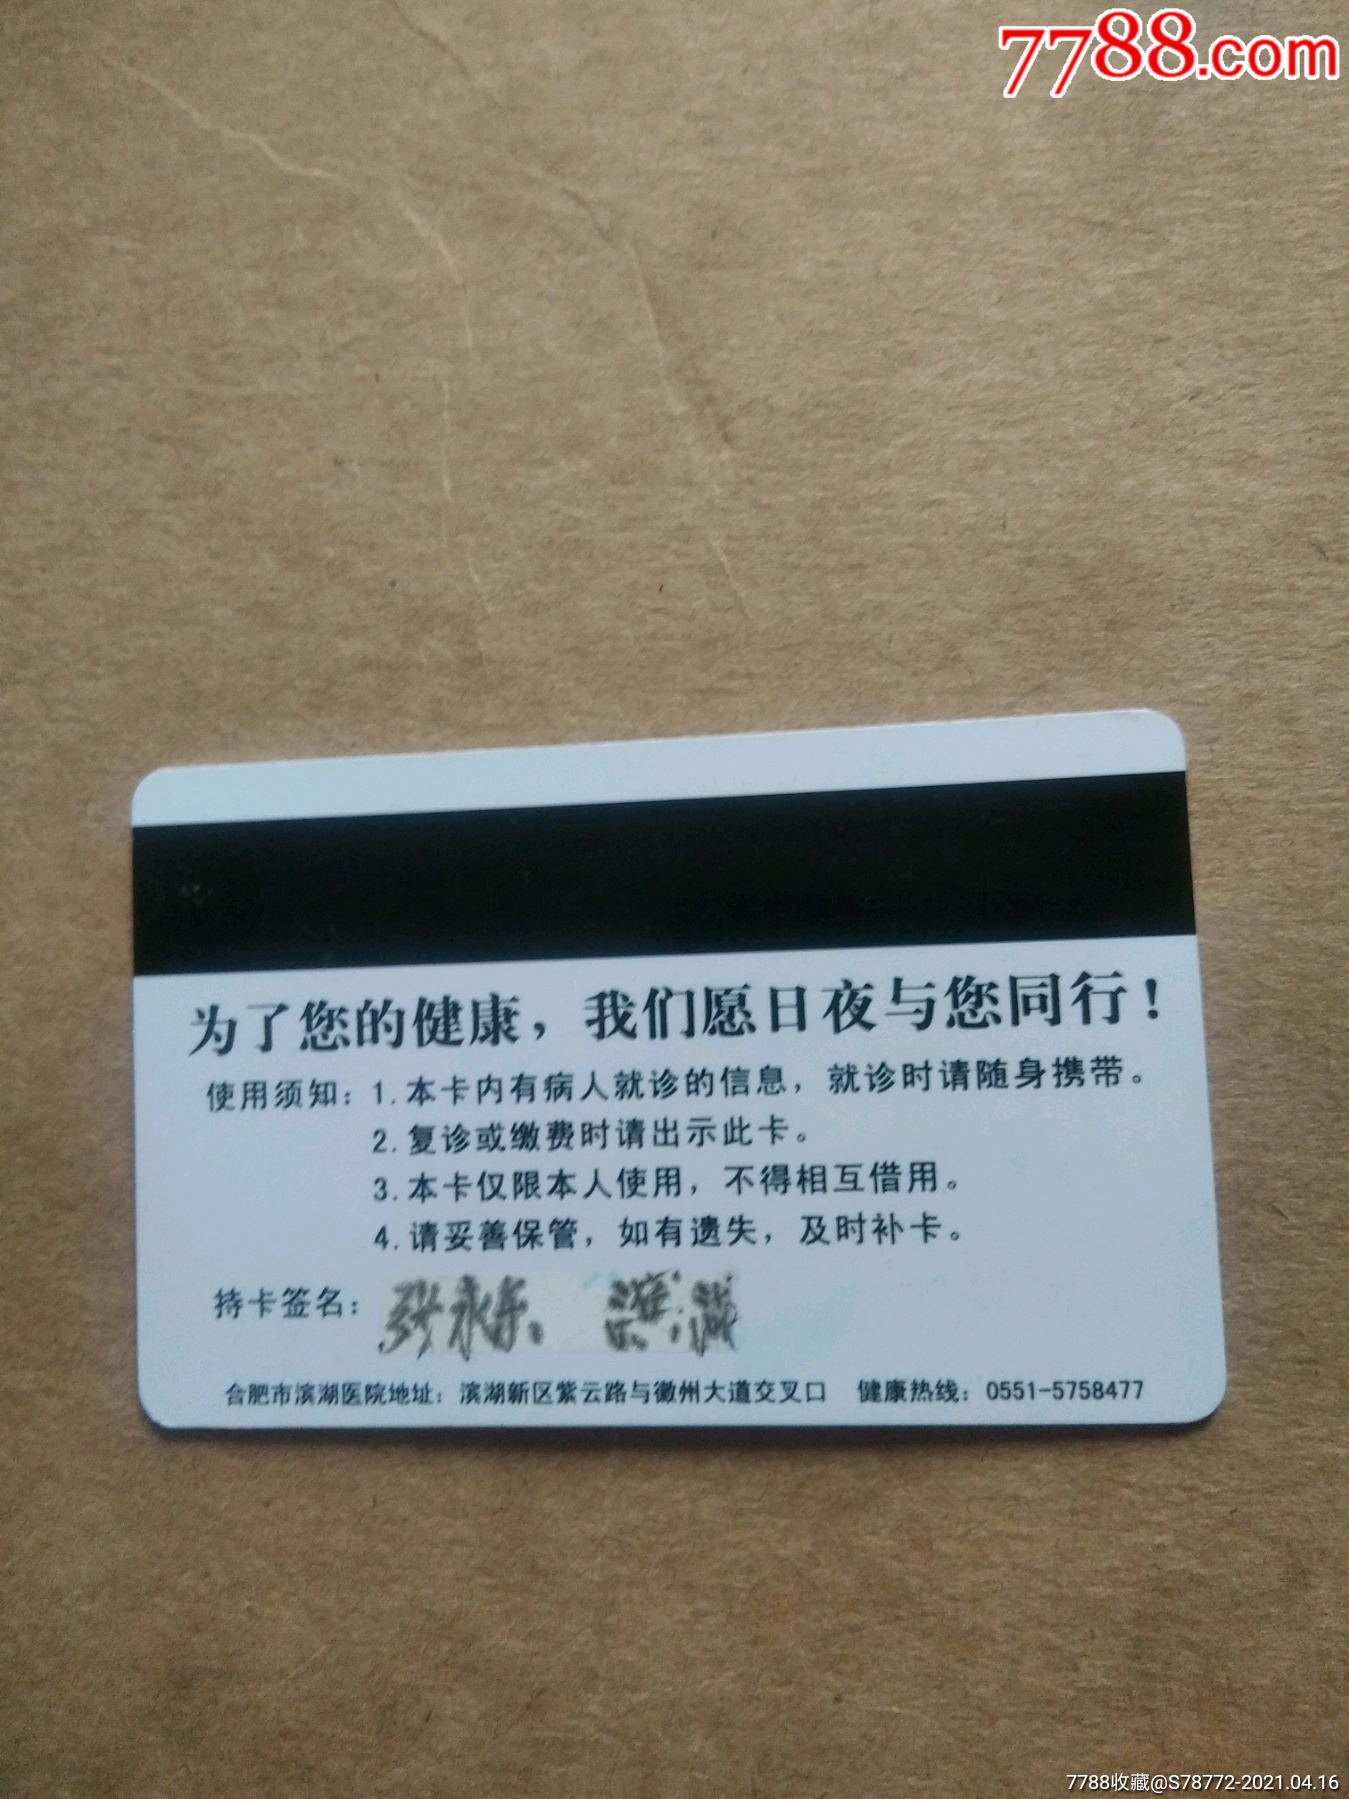 7788.com
为了您的健康，我们愿日夜与您同行！
使用须知：1.本卡内有病人就诊的信息，就诊时请随身携带。
2.复诊或缴费时请出示此卡。
3.本卡仅限本人使用，不得相互借用。
4.请妥善保管，如有遗失，及时补卡。
持卡签名：张永乐 滨湖
合肥市滨湖医院地址：滨湖新区紫云路与徽州大道交叉口 健康热线：0551-5758477
7788收藏@S78772-2021.04.16